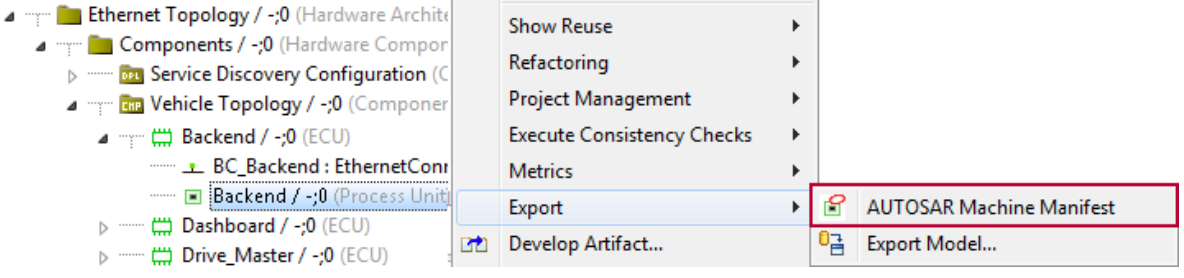 Ethernet Topology / -;0 (Hardware Archite
Components / -;0 (Hardware Compor
DPL Service Discovery Configuration (C
CMP Vehicle Topology / -;0 (Componer
Backend / -;0 (ECU)
BC_Backend : EthernetConr
Backend / -;0 (Process Unit)
Dashboard / -;0 (ECU)
Drive_Master / -;0 (ECU)
Show Reuse
Refactoring
Project Management
Execute Consistency Checks
Metrics
Export
Develop Artifact...
AUTOSAR Machine Manifest
Export Model...